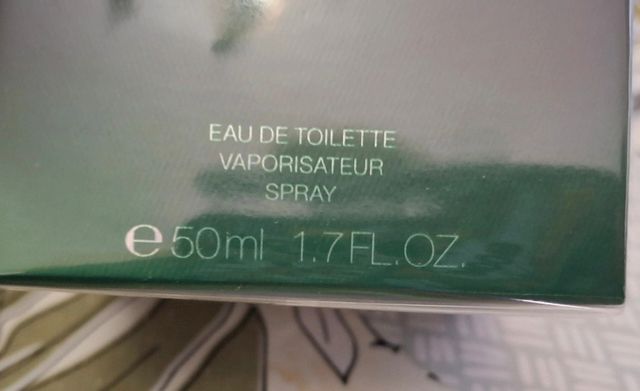 EAU DE TOILETTE
VAPORISATEUR
SPRAY
℮50ml 1.7FL.OZ.